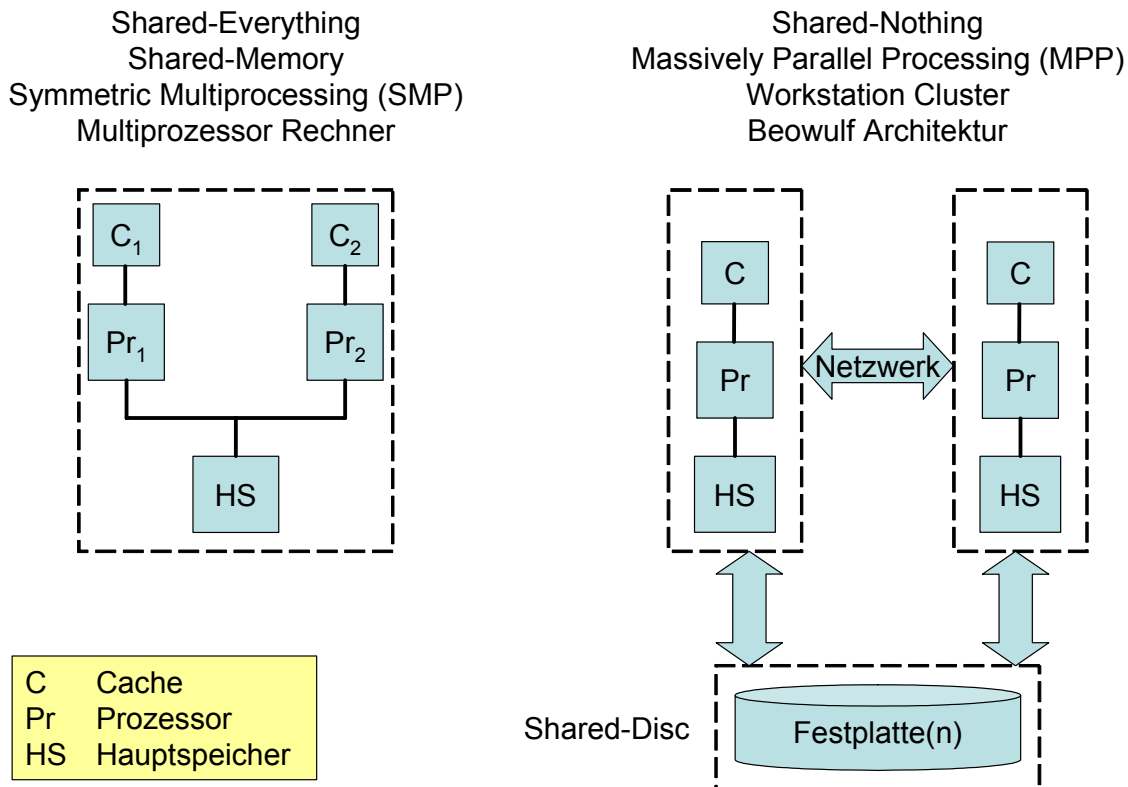 Shared-Everything
Shared-Memory
Symmetric Multiprocessing (SMP)
Multiprozessor Rechner
C₁
C₂
Pr₁
Pr₂
HS
Shared-Nothing
Massively Parallel Processing (MPP)
Workstation Cluster
Beowulf Architektur
C
C
Pr
Netzwerk
Pr
HS
HS
Shared-Disc
Festplatte(n)
C Cache
Pr Prozessor
HS Hauptspeicher